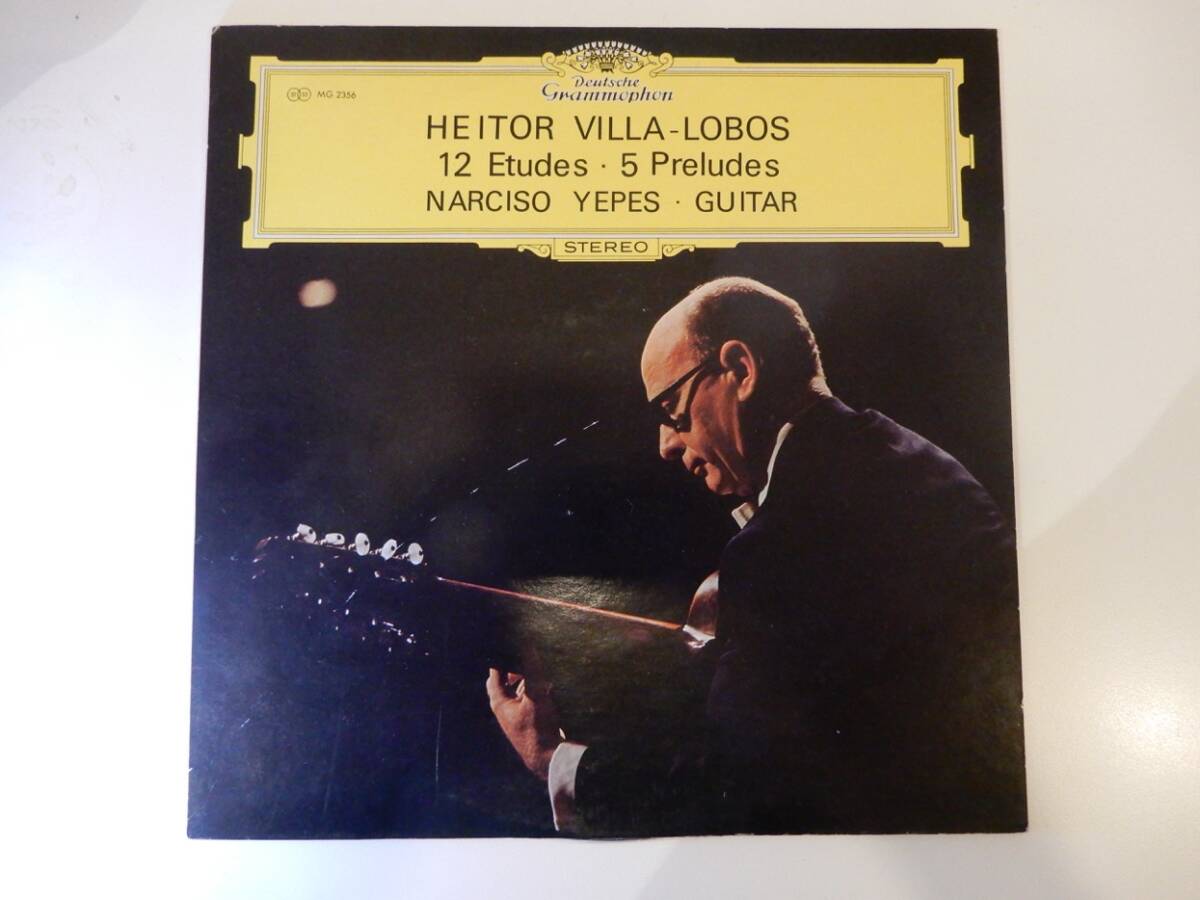 Deutsche
Grammophon
MG 2356
HEITOR VILLA-LOBOS
12 Etudes · 5 Preludes
NARCISO YEPES · GUITAR
STEREO